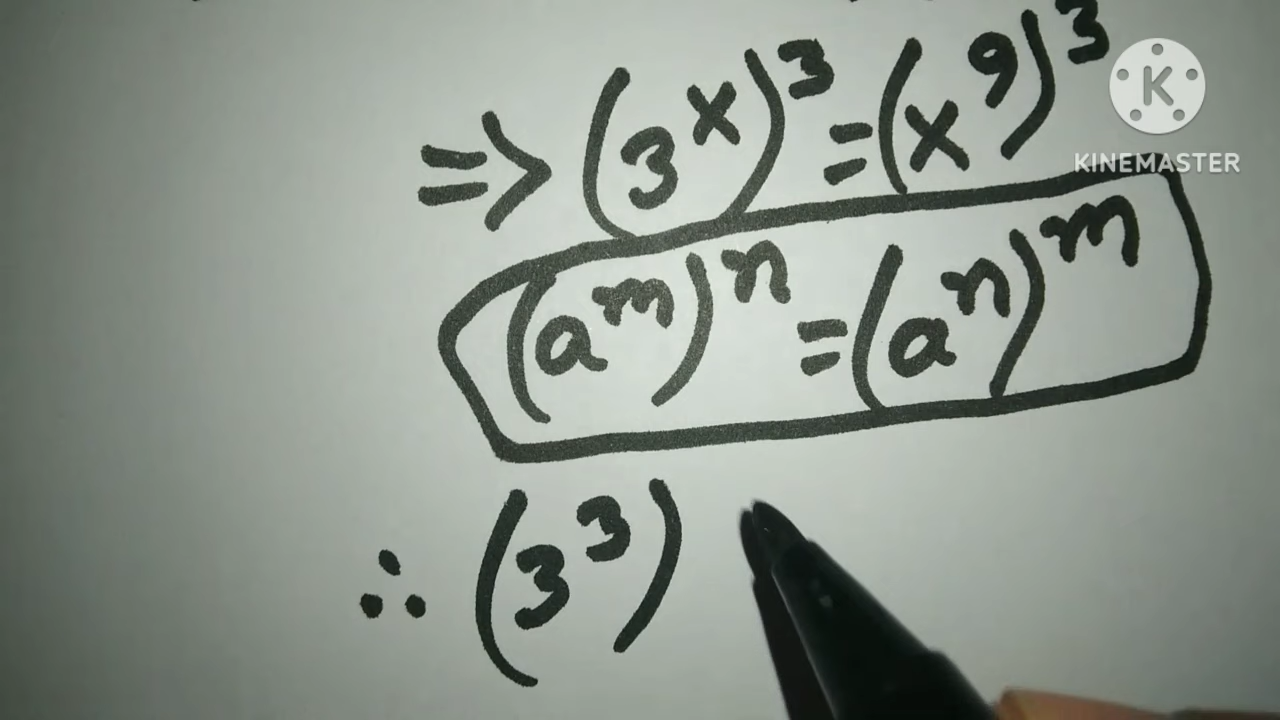 ⇒ (3^x)^3 = (x^9)^3
KINEMASTER
(a^m)^n = (a^n)^m
∴ (3^3)